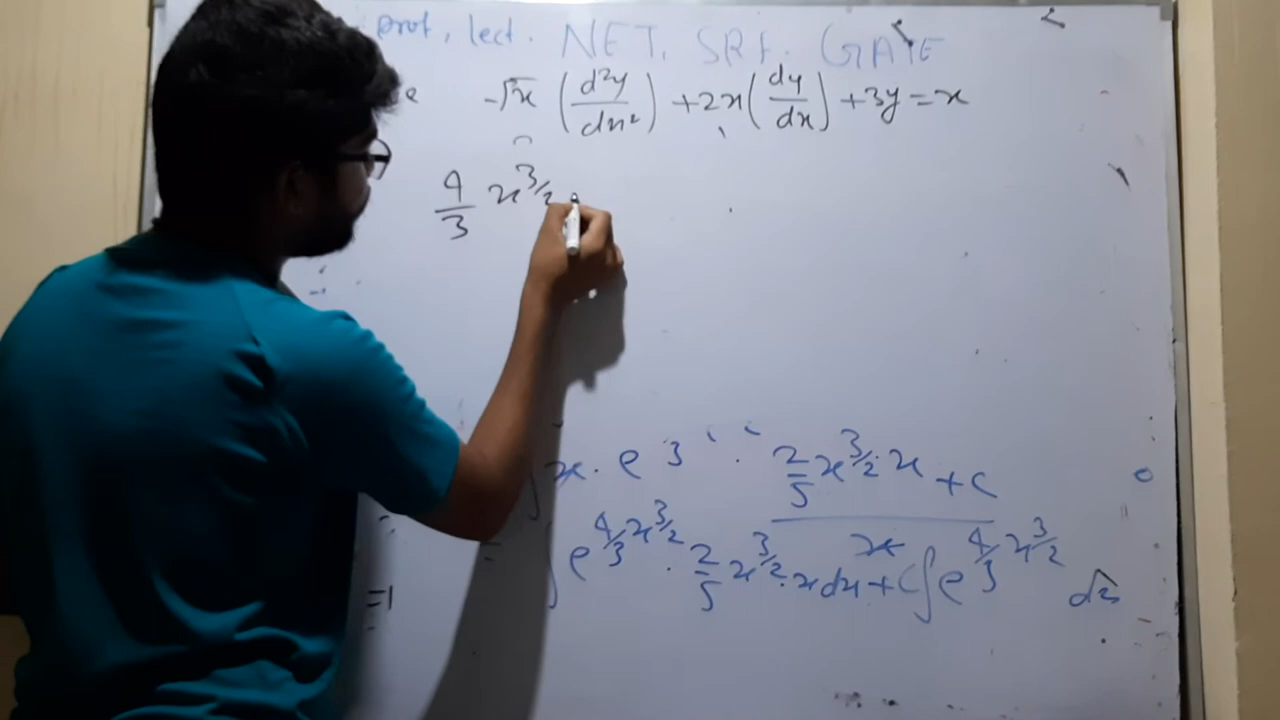 prof, lect. NET, SRF. GATE
e √x (d²y/dx²) + 2x (dy/dx) + 3y = x
4/3 x^3/2
∫ x · e 3 · 2/5 x^3/2 · x + c
= ∫ e^4/3 x^3/2 · 2/5 x^3/2 · x dx + c ∫ e^4/3 x^3/2 dx
=1